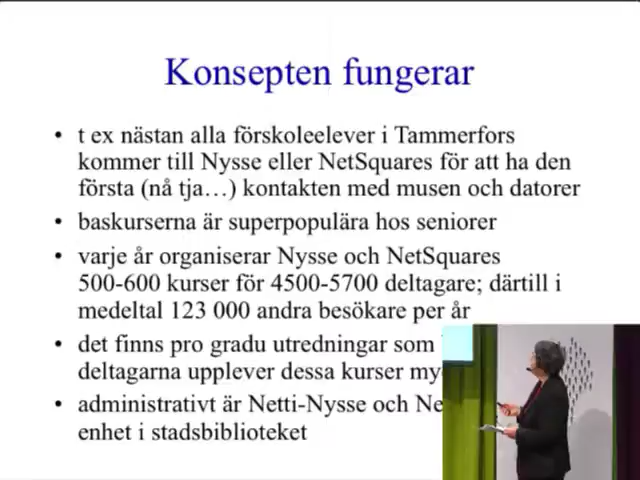 Konsepten fungerar
• t ex nästan alla förskoleelever i Tammerfors
kommer till Nysse eller NetSquares för att ha den
första (nå tja…) kontakten med musen och datorer
• baskurserna är superpopulära hos seniorer
• varje år organiserar Nysse och NetSquares
500-600 kurser för 4500-5700 deltagare; därtill i
medeltal 123 000 andra besökare per år
• det finns pro gradu utredningar som
deltagarna upplever dessa kurser
• administrativt är Netti-Nysse och
enhet i stadsbiblioteket